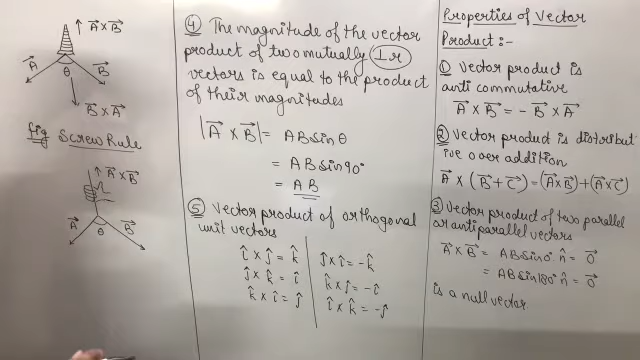 ↑ A⃗ × B⃗
A⃗ θ B⃗
↓ B⃗ × A⃗
fig Screw Rule
↑ A⃗ × B⃗
A⃗ θ B⃗
④ The magnitude of the vector
product of two mutually ⊥r
vectors is equal to the product
of their magnitudes
|A⃗ × B⃗| = AB sin θ
= AB sin 90°
= AB
⑤ Vector product of orthogonal
unit vectors
î × ĵ = k̂
ĵ × k̂ = î
k̂ × î = ĵ
ĵ × î = -k̂
k̂ × ĵ = -î
î × k̂ = -ĵ
Properties of Vector
Product :-
① Vector product is
anti commutative
A⃗ × B⃗ = - B⃗ × A⃗
② Vector product is distribut
ive over addition
A⃗ × (B⃗ + C⃗) = (A⃗ × B⃗) + (A⃗ × C⃗)
③ Vector product of two parallel
or antiparallel vectors
A⃗ × B⃗ = AB sin 0° n̂ = 0⃗
= AB sin 180° n̂ = 0⃗
is a null vector